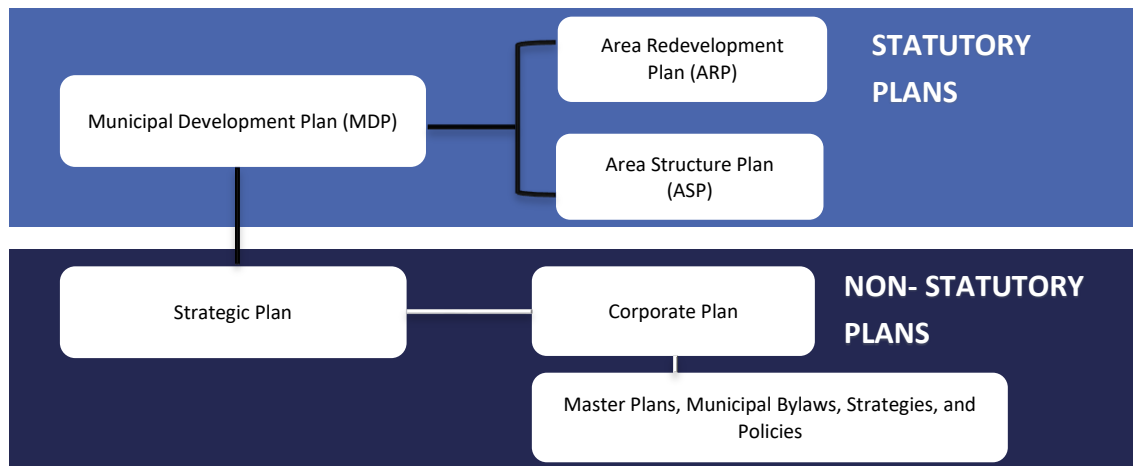 Area Redevelopment
Plan (ARP)
STATUTORY
PLANS
Municipal Development Plan (MDP)
Area Structure Plan
(ASP)
Strategic Plan
Corporate Plan
NON- STATUTORY
PLANS
Master Plans, Municipal Bylaws, Strategies, and
Policies